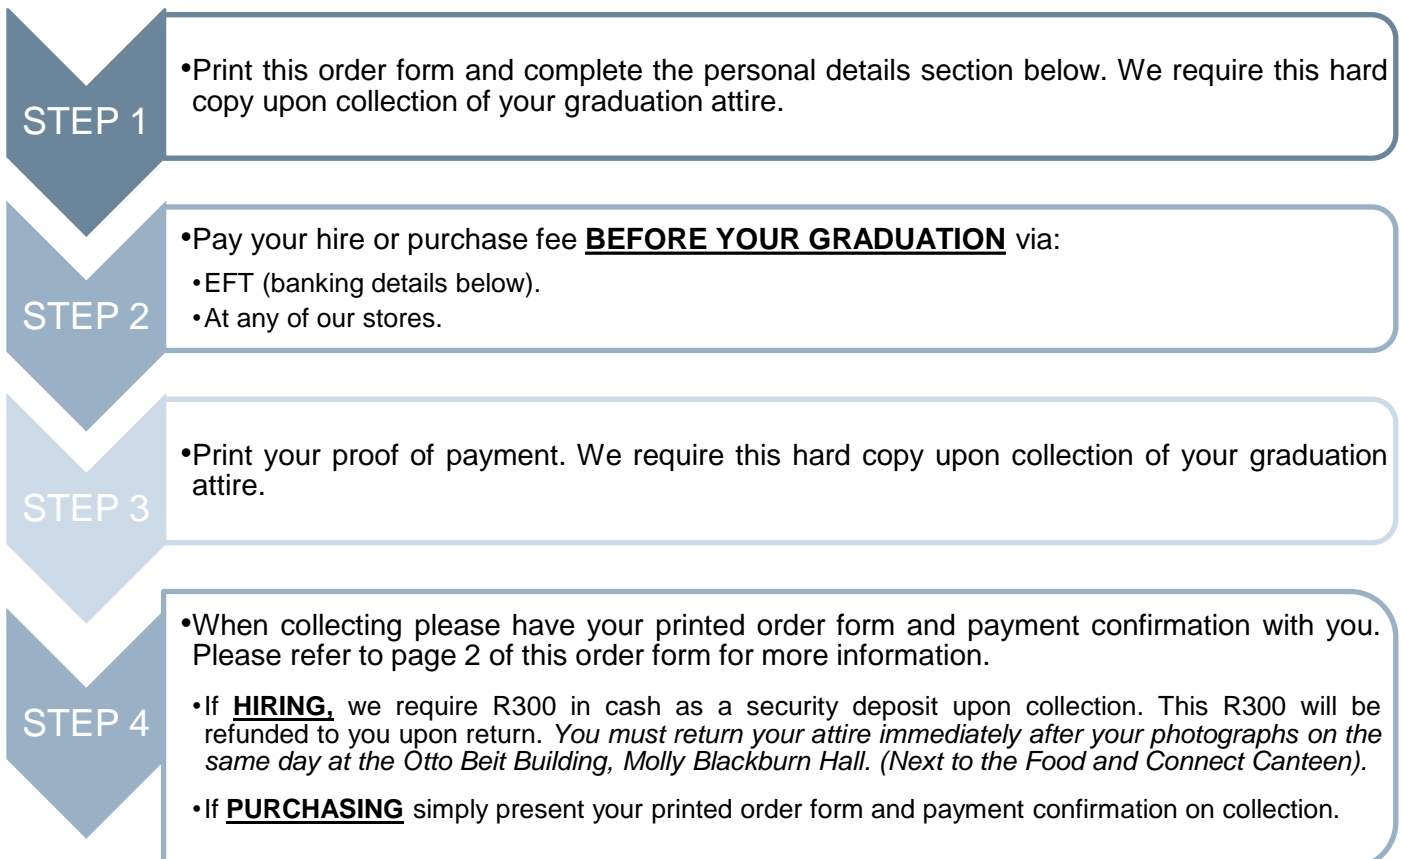 STEP 1
•Print this order form and complete the personal details section below. We require this hard
copy upon collection of your graduation attire.
STEP 2
•Pay your hire or purchase fee BEFORE YOUR GRADUATION via:
•EFT (banking details below).
•At any of our stores.
STEP 3
•Print your proof of payment. We require this hard copy upon collection of your graduation
attire.
STEP 4
•When collecting please have your printed order form and payment confirmation with you.
Please refer to page 2 of this order form for more information.
•If HIRING, we require R300 in cash as a security deposit upon collection. This R300 will be
refunded to you upon return. You must return your attire immediately after your photographs on the
same day at the Otto Beit Building, Molly Blackburn Hall. (Next to the Food and Connect Canteen).
•If PURCHASING simply present your printed order form and payment confirmation on collection.